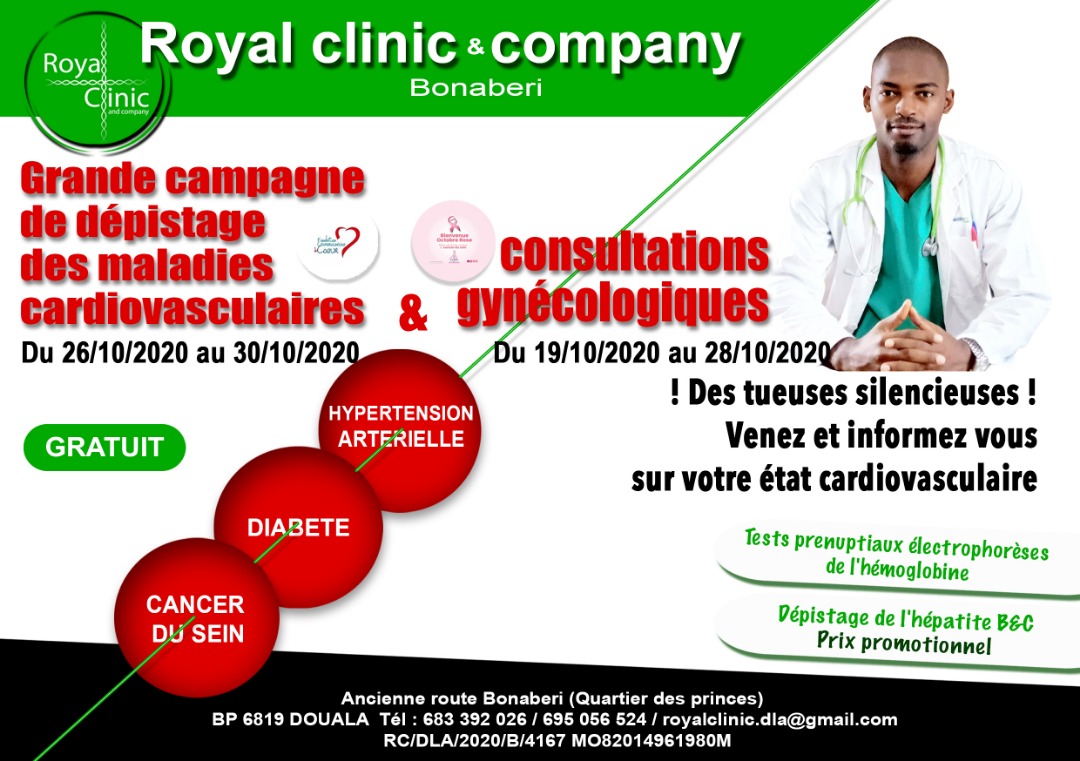 Royal
Clinic
and company
Royal clinic & company
Bonaberi
Grande campagne
de dépistage
des maladies
cardiovasculaires
Du 26/10/2020 au 30/10/2020
Coeur
&
Bienvenue
Octobre Rose
consultations
gynécologiques
Du 19/10/2020 au 28/10/2020
! Des tueuses silencieuses !
Venez et informez vous
sur votre état cardiovasculaire
GRATUIT
HYPERTENSION
ARTERIELLE
DIABETE
CANCER
DU SEIN
Tests prenuptiaux électrophorèses
de l'hémoglobine
Dépistage de l'hépatite B&C
Prix promotionnel
Ancienne route Bonaberi (Quartier des princes)
BP 6819 DOUALA Tél : 683 392 026 / 695 056 524 / royalclinic.dla@gmail.com
RC/DLA/2020/B/4167 MO82014961980M